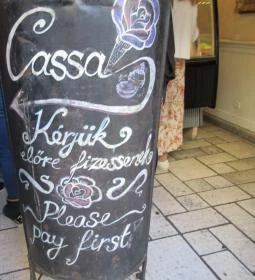 Cassa
Kérjük
előre fizessenek
Please
pay first!